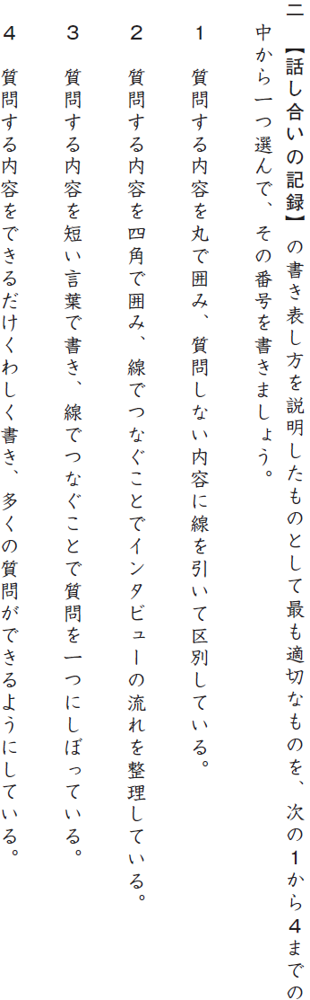 二 【話し合いの記録】の書き表し方を説明したものとして最も適切なものを、次の1から4までの
中から一つ選んで、その番号を書きましょう。
1 質問する内容を丸で囲み、質問しない内容に線を引いて区別している。
2 質問する内容を四角で囲み、線でつなぐことでインタビューの流れを整理している。
3 質問する内容を短い言葉で書き、線でつなぐことで質問を一つにしぼっている。
4 質問する内容をできるだけくわしく書き、多くの質問ができるようにしている。